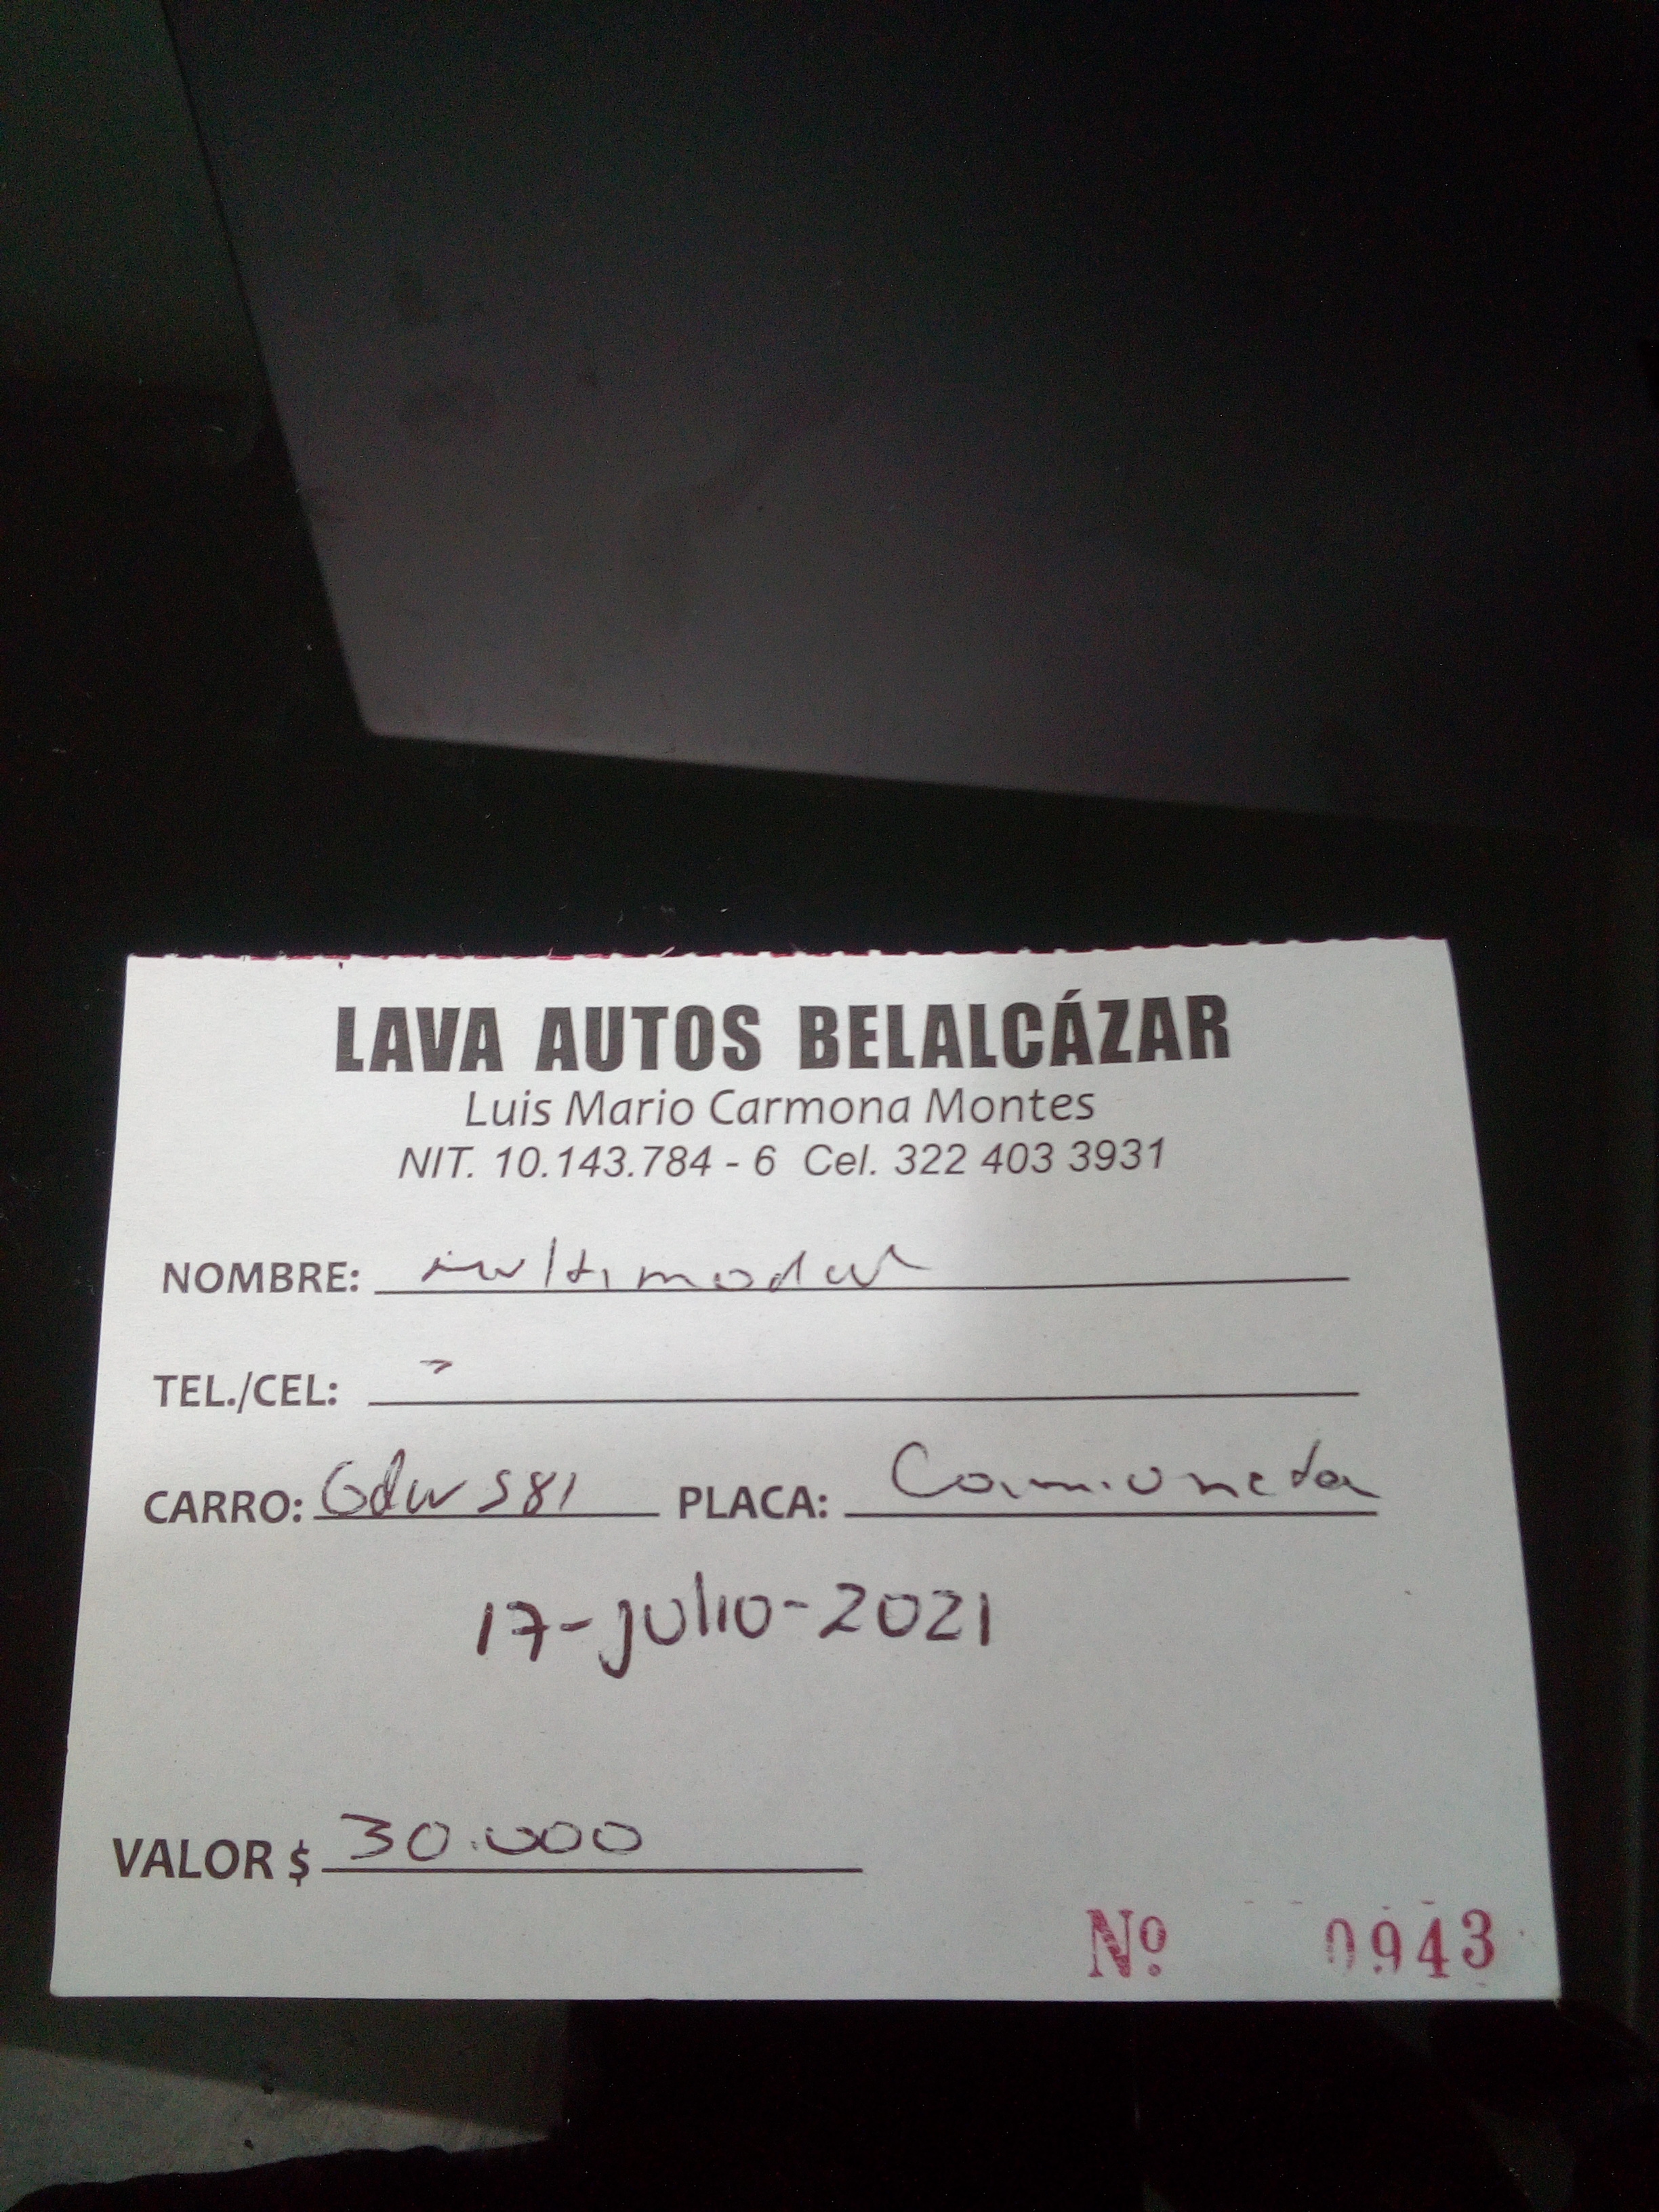 LAVA AUTOS BELALCÁZAR
Luis Mario Carmona Montes
NIT. 10.143.784 - 6 Cel. 322 403 3931
NOMBRE: multimodal
TEL./CEL:
CARRO: Gdw 581 PLACA: Camioneta
17-julio-2021
VALOR $ 30.000
Nº 0943